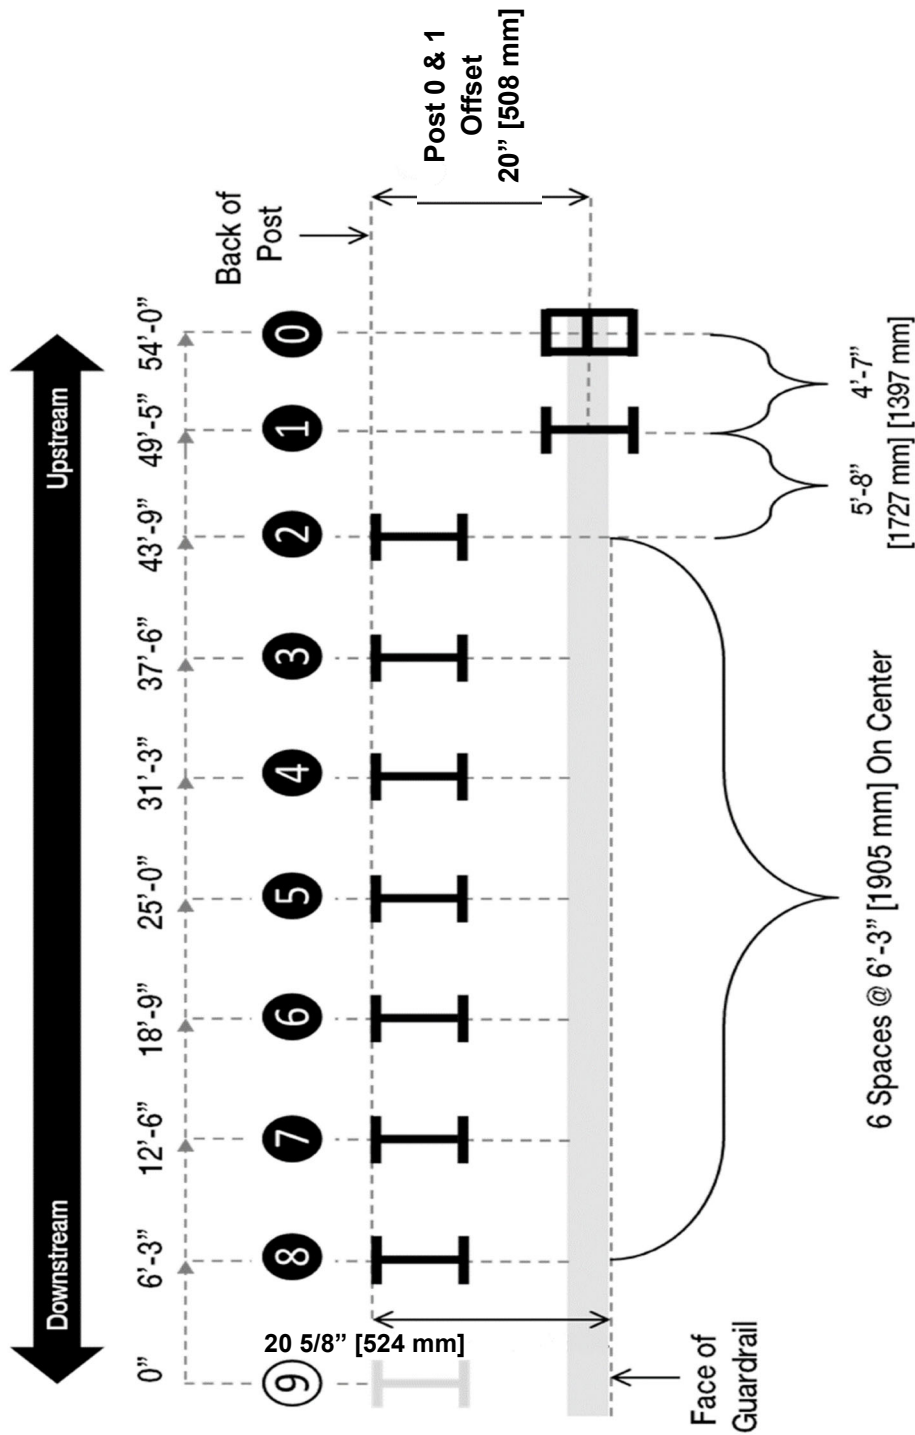 Downstream
Upstream
0”
6’-3”
12’-6”
18’-9”
25’-0”
31’-3”
37’-6”
43’-9”
49’-5”
54’-0”
9
8
7
6
5
4
3
2
1
0
Back of
Post
Post 0 & 1
Offset
20” [508 mm]
20 5/8” [524 mm]
Face of
Guardrail
6 Spaces @ 6’-3” [1905 mm] On Center
5’-8”
[1727 mm]
4’-7”
[1397 mm]